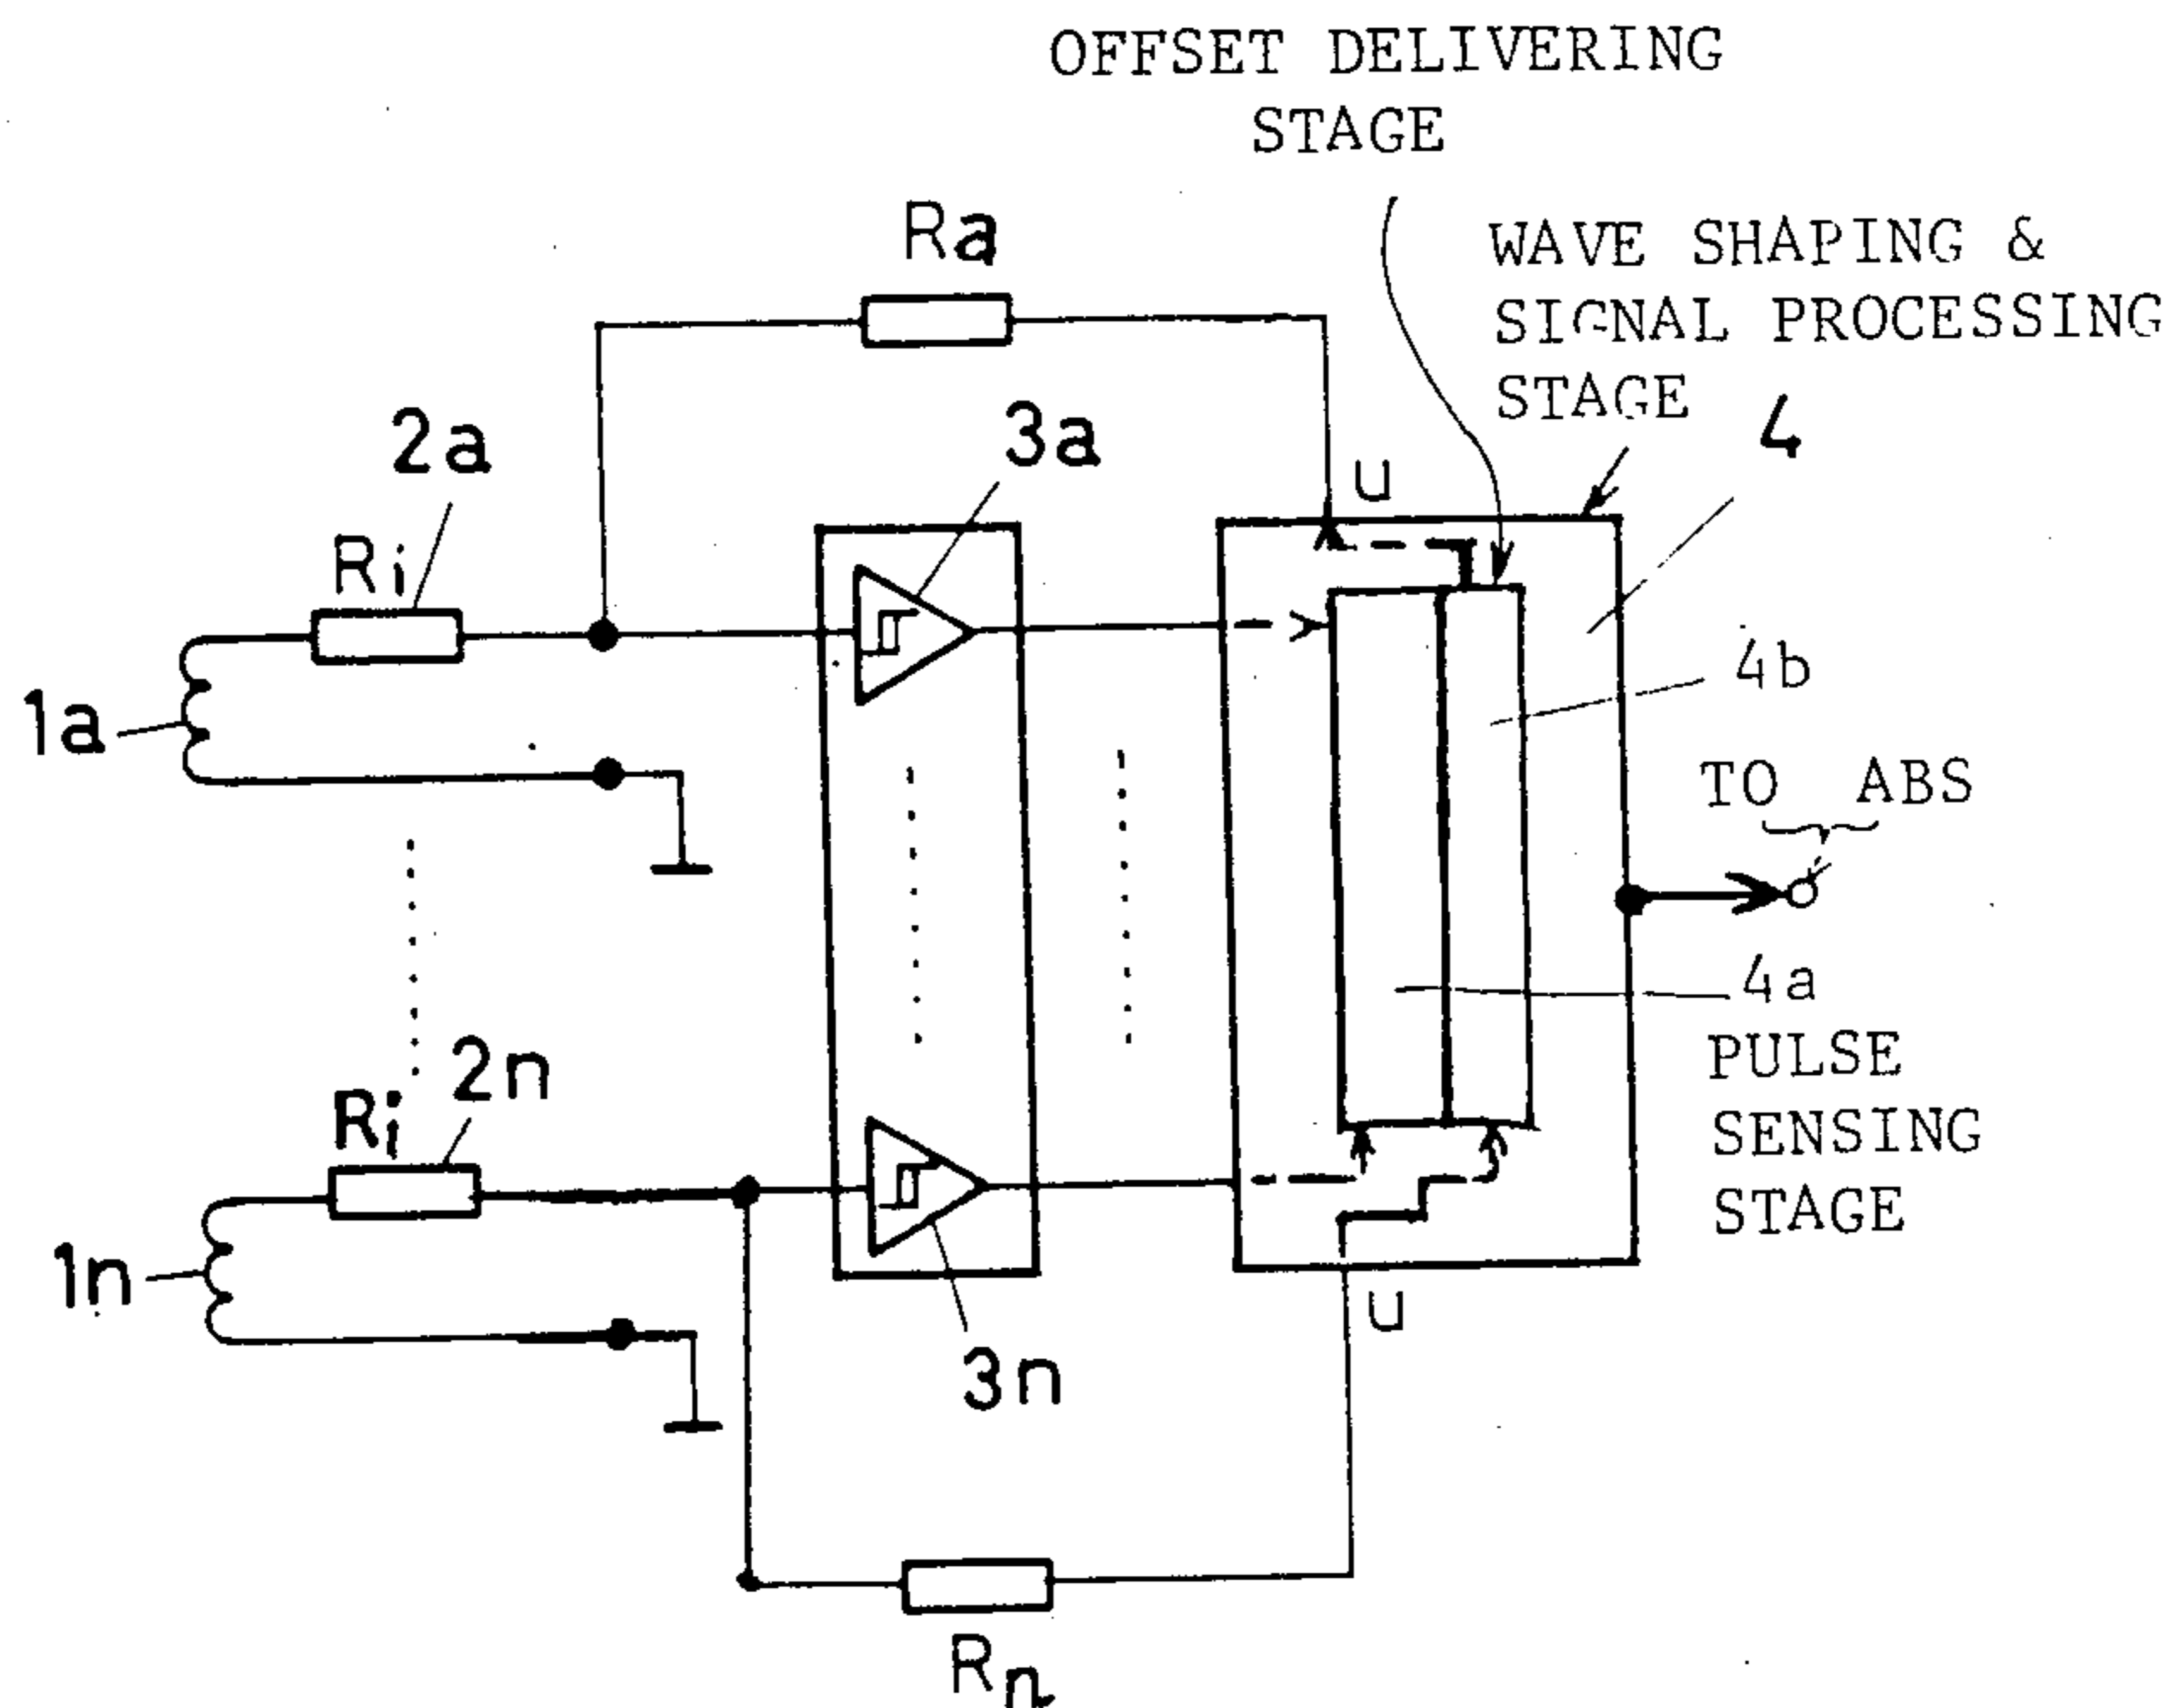 OFFSET DELIVERING
STAGE
Ra
WAVE SHAPING &
SIGNAL PROCESSING
STAGE
4
2a
3a
u
Ri
4b
1a
TO ABS
4a
PULSE
SENSING
STAGE
2n
Ri
1n
u
3n
Rn